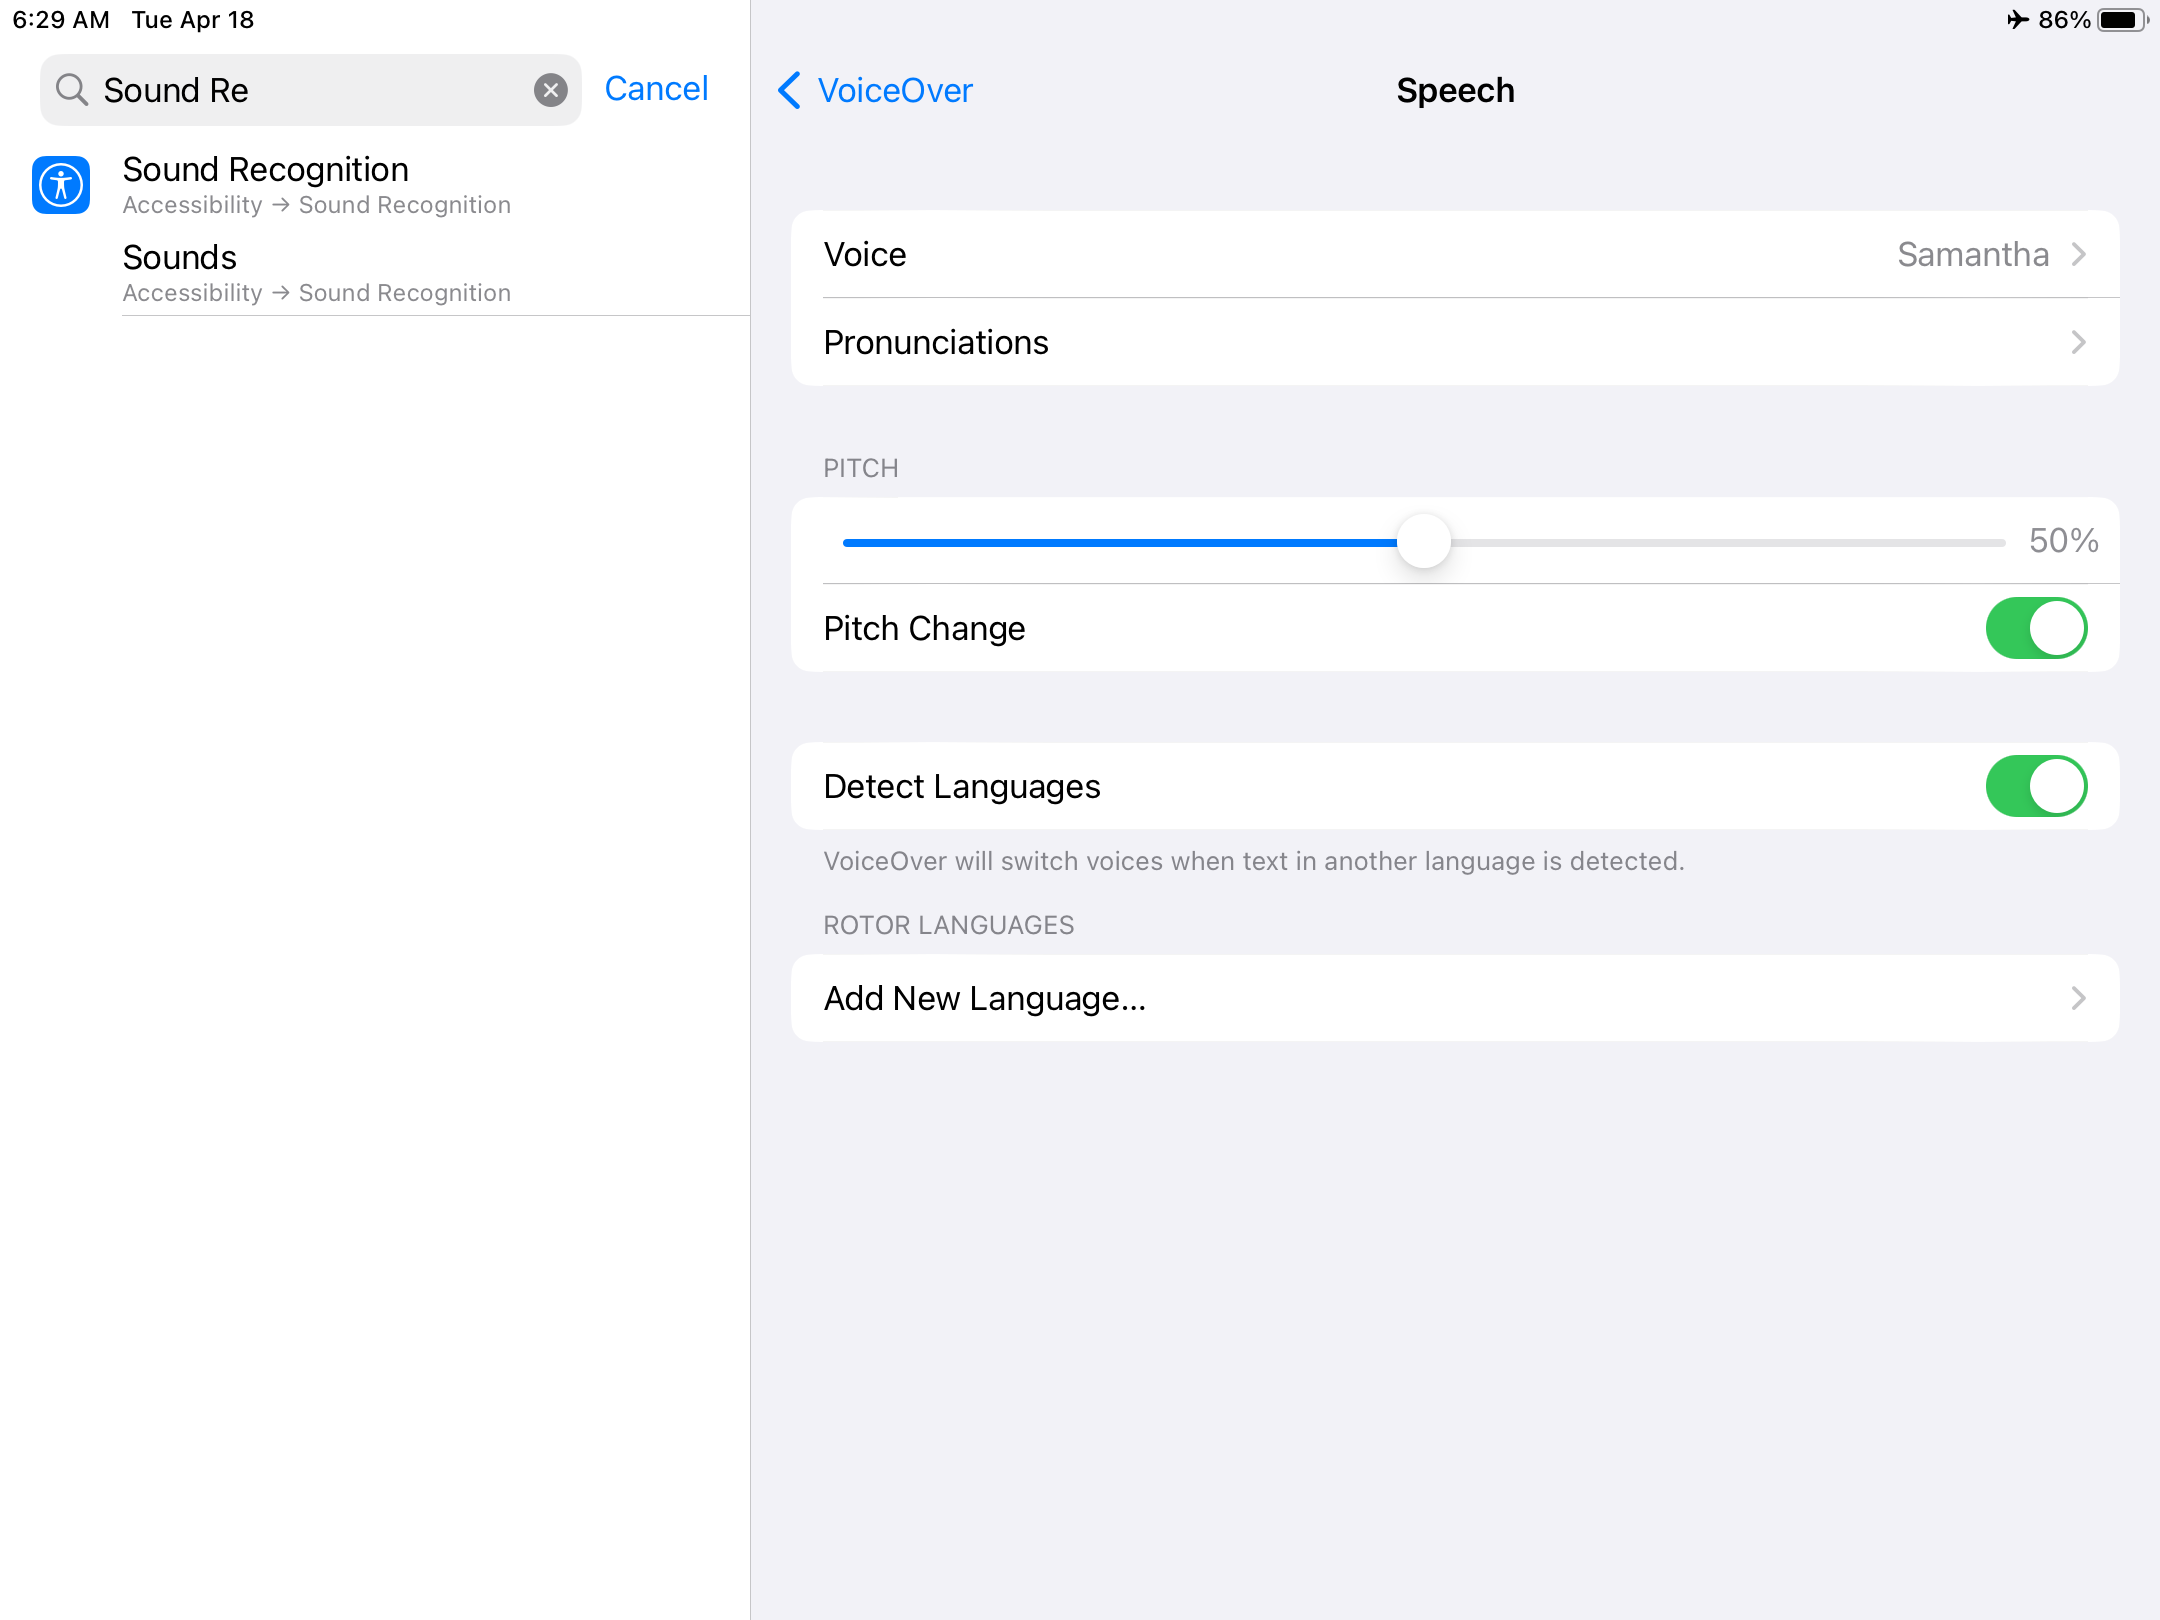 6:29 AM Tue Apr 18
86%
Sound Re
Cancel
Sound Recognition
Accessibility → Sound Recognition
Sounds
Accessibility → Sound Recognition
VoiceOver
Speech
Voice Samantha
Pronunciations
PITCH
50%
Pitch Change
Detect Languages
VoiceOver will switch voices when text in another language is detected.
ROTOR LANGUAGES
Add New Language...